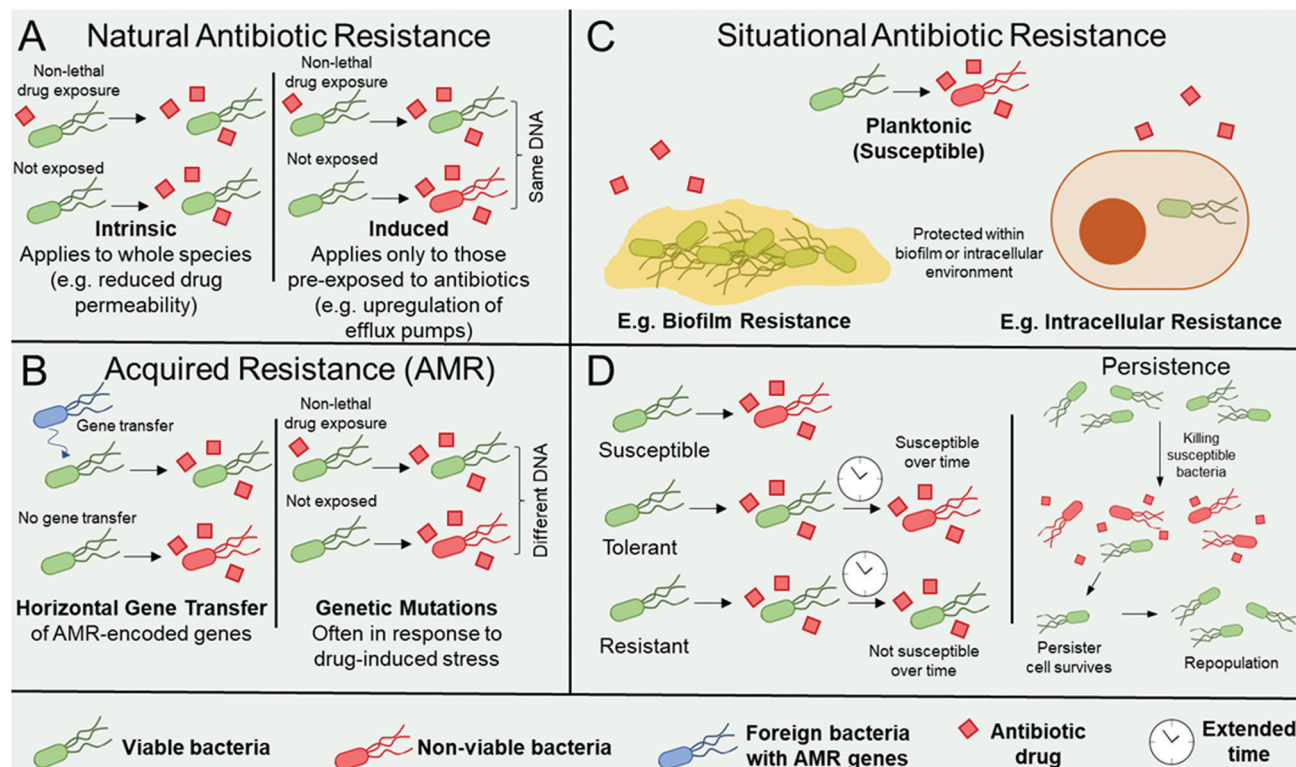 A
Natural Antibiotic Resistance
Non-lethal
drug exposure
Not exposed
Intrinsic
Applies to whole species
(e.g. reduced drug
permeability)
Non-lethal
drug exposure
Not exposed
Same DNA
Induced
Applies only to those
pre-exposed to antibiotics
(e.g. upregulation of
efflux pumps)
B
Acquired Resistance (AMR)
Gene transfer
No gene transfer
Horizontal Gene Transfer
of AMR-encoded genes
Non-lethal
drug exposure
Not exposed
Different DNA
Genetic Mutations
Often in response to
drug-induced stress
C
Situational Antibiotic Resistance
Planktonic
(Susceptible)
Protected within
biofilm or intracellular
environment
E.g. Biofilm Resistance
E.g. Intracellular Resistance
D
Susceptible
Tolerant
Susceptible
over time
Resistant
Not susceptible
over time
Persistence
Killing
susceptible
bacteria
Persister
cell survives
Repopulation
Viable bacteria
Non-viable bacteria
Foreign bacteria
with AMR genes
Antibiotic
drug
Extended
time